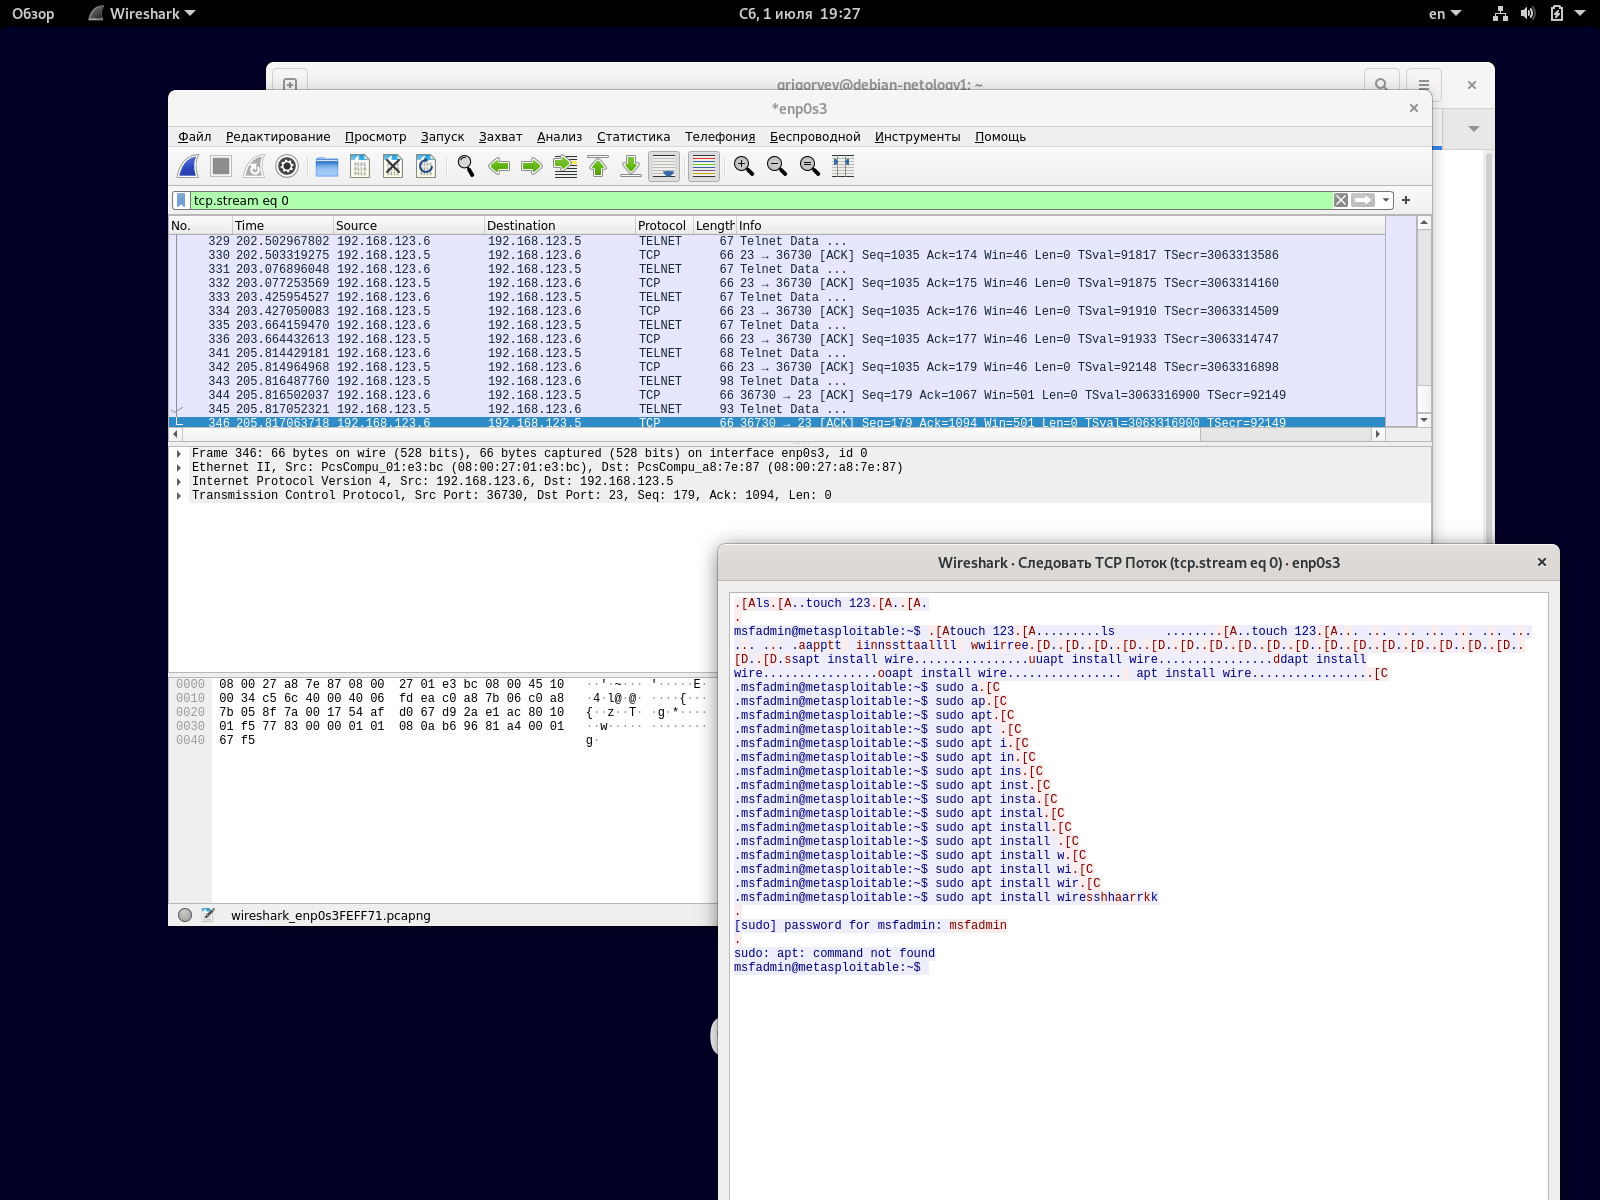 Обзор Wireshark Сб, 1 июля 19:27 en
grigoryev@debian-netology1: ~
*enp0s3
Файл Редактирование Просмотр Запуск Захват Анализ Статистика Телефония Беспроводной Инструменты Помощь
tcp.stream eq 0
No. Time Source Destination Protocol Length Info
329 202.502967802 192.168.123.6 192.168.123.5 TELNET 67 Telnet Data ...
330 202.503319275 192.168.123.5 192.168.123.6 TCP 66 23 → 36730 [ACK] Seq=1035 Ack=174 Win=46 Len=0 TSval=91817 TSecr=3063313586
331 203.076896048 192.168.123.6 192.168.123.5 TELNET 67 Telnet Data ...
332 203.077253569 192.168.123.5 192.168.123.6 TCP 66 23 → 36730 [ACK] Seq=1035 Ack=175 Win=46 Len=0 TSval=91875 TSecr=3063314160
333 203.425954527 192.168.123.6 192.168.123.5 TELNET 67 Telnet Data ...
334 203.427050083 192.168.123.5 192.168.123.6 TCP 66 23 → 36730 [ACK] Seq=1035 Ack=176 Win=46 Len=0 TSval=91910 TSecr=3063314509
335 203.664159470 192.168.123.6 192.168.123.5 TELNET 67 Telnet Data ...
336 203.664432613 192.168.123.5 192.168.123.6 TCP 66 23 → 36730 [ACK] Seq=1035 Ack=177 Win=46 Len=0 TSval=91933 TSecr=3063314747
341 205.814429181 192.168.123.6 192.168.123.5 TELNET 68 Telnet Data ...
342 205.814964968 192.168.123.5 192.168.123.6 TCP 66 23 → 36730 [ACK] Seq=1035 Ack=179 Win=46 Len=0 TSval=92148 TSecr=3063316898
343 205.816487760 192.168.123.5 192.168.123.6 TELNET 98 Telnet Data ...
344 205.816502037 192.168.123.6 192.168.123.5 TCP 66 36730 → 23 [ACK] Seq=179 Ack=1067 Win=501 Len=0 TSval=3063316900 TSecr=92149
345 205.817052321 192.168.123.5 192.168.123.6 TELNET 93 Telnet Data ...
346 205.817063718 192.168.123.6 192.168.123.5 TCP 66 36730 → 23 [ACK] Seq=179 Ack=1094 Win=501 Len=0 TSval=3063316900 TSecr=92149
Frame 346: 66 bytes on wire (528 bits), 66 bytes captured (528 bits) on interface enp0s3, id 0
Ethernet II, Src: PcsCompu_01:e3:bc (08:00:27:01:e3:bc), Dst: PcsCompu_a8:7e:87 (08:00:27:a8:7e:87)
Internet Protocol Version 4, Src: 192.168.123.6, Dst: 192.168.123.5
Transmission Control Protocol, Src Port: 36730, Dst Port: 23, Seq: 179, Ack: 1094, Len: 0
0000 08 00 27 a8 7e 87 08 00 27 01 e3 bc 08 00 45 10 ··'·~··· '·····E·
0010 00 34 c5 6c 40 00 40 06 fd ea c0 a8 7b 06 c0 a8 ·4·l@·@· ····{···
0020 7b 05 8f 7a 00 17 54 af d0 67 d9 2a e1 ac 80 10 {··z··T· ·g·*····
0030 01 f5 77 83 00 00 01 01 08 0a b6 96 81 a4 00 01 ··w····· ········
0040 67 f5 g·
wireshark_enp0s3FEFF71.pcapng
Wireshark · Следовать TCP Поток (tcp.stream eq 0) · enp0s3
.[Als.[A..touch 123.[A..[A.
.
msfadmin@metasploitable:~$ .[Atouch 123.[A.........ls ........[A..touch 123.[A... ... ... ... ... ... ...
... ... .aapptt iinnssttaallll wwiirree.[D..[D..[D..[D..[D..[D..[D..[D..[D..[D..[D..[D..[D..[D..[D..[D..[D..
[D..[D.ssapt install wire................uuapt install wire................ddapt install
wire................ooapt install wire................ apt install wire.................[C
.msfadmin@metasploitable:~$ sudo a.[C
.msfadmin@metasploitable:~$ sudo ap.[C
.msfadmin@metasploitable:~$ sudo apt.[C
.msfadmin@metasploitable:~$ sudo apt .[C
.msfadmin@metasploitable:~$ sudo apt i.[C
.msfadmin@metasploitable:~$ sudo apt in.[C
.msfadmin@metasploitable:~$ sudo apt ins.[C
.msfadmin@metasploitable:~$ sudo apt inst.[C
.msfadmin@metasploitable:~$ sudo apt insta.[C
.msfadmin@metasploitable:~$ sudo apt instal.[C
.msfadmin@metasploitable:~$ sudo apt install.[C
.msfadmin@metasploitable:~$ sudo apt install .[C
.msfadmin@metasploitable:~$ sudo apt install w.[C
.msfadmin@metasploitable:~$ sudo apt install wi.[C
.msfadmin@metasploitable:~$ sudo apt install wir.[C
.msfadmin@metasploitable:~$ sudo apt install wiresshhaarrkk
.
[sudo] password for msfadmin: msfadmin
.
sudo: apt: command not found
msfadmin@metasploitable:~$